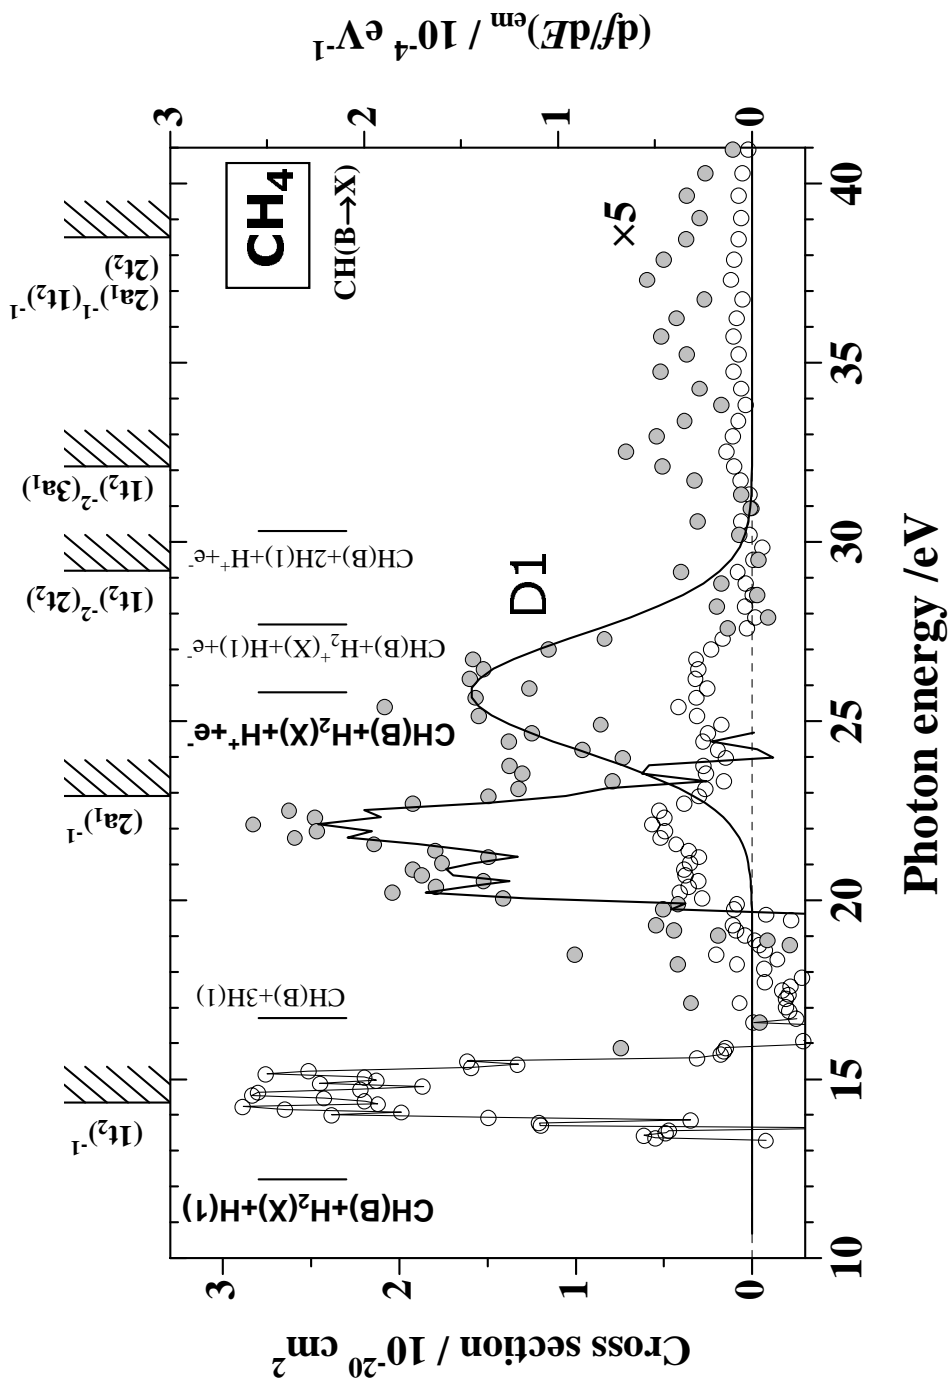 (df/dE)em / 10-4 eV-1
3
2
1
0
(1t2)-1
(2a1)-1
(1t2)-2(2t2)
(1t2)-2(3a1)
(2a1)-1(1t2)-1
(2t2)
CH4
CH(B→X)
×5
D1
CH(B)+H2(X)+H(1)
CH(B)+3H(1)
CH(B)+H2(X)+H++e-
CH(B)+H2+(X)+H(1)+e-
CH(B)+2H(1)+H++e-
3
2
1
0
Cross section / 10-20 cm2
10
15
20
25
30
35
40
Photon energy /eV